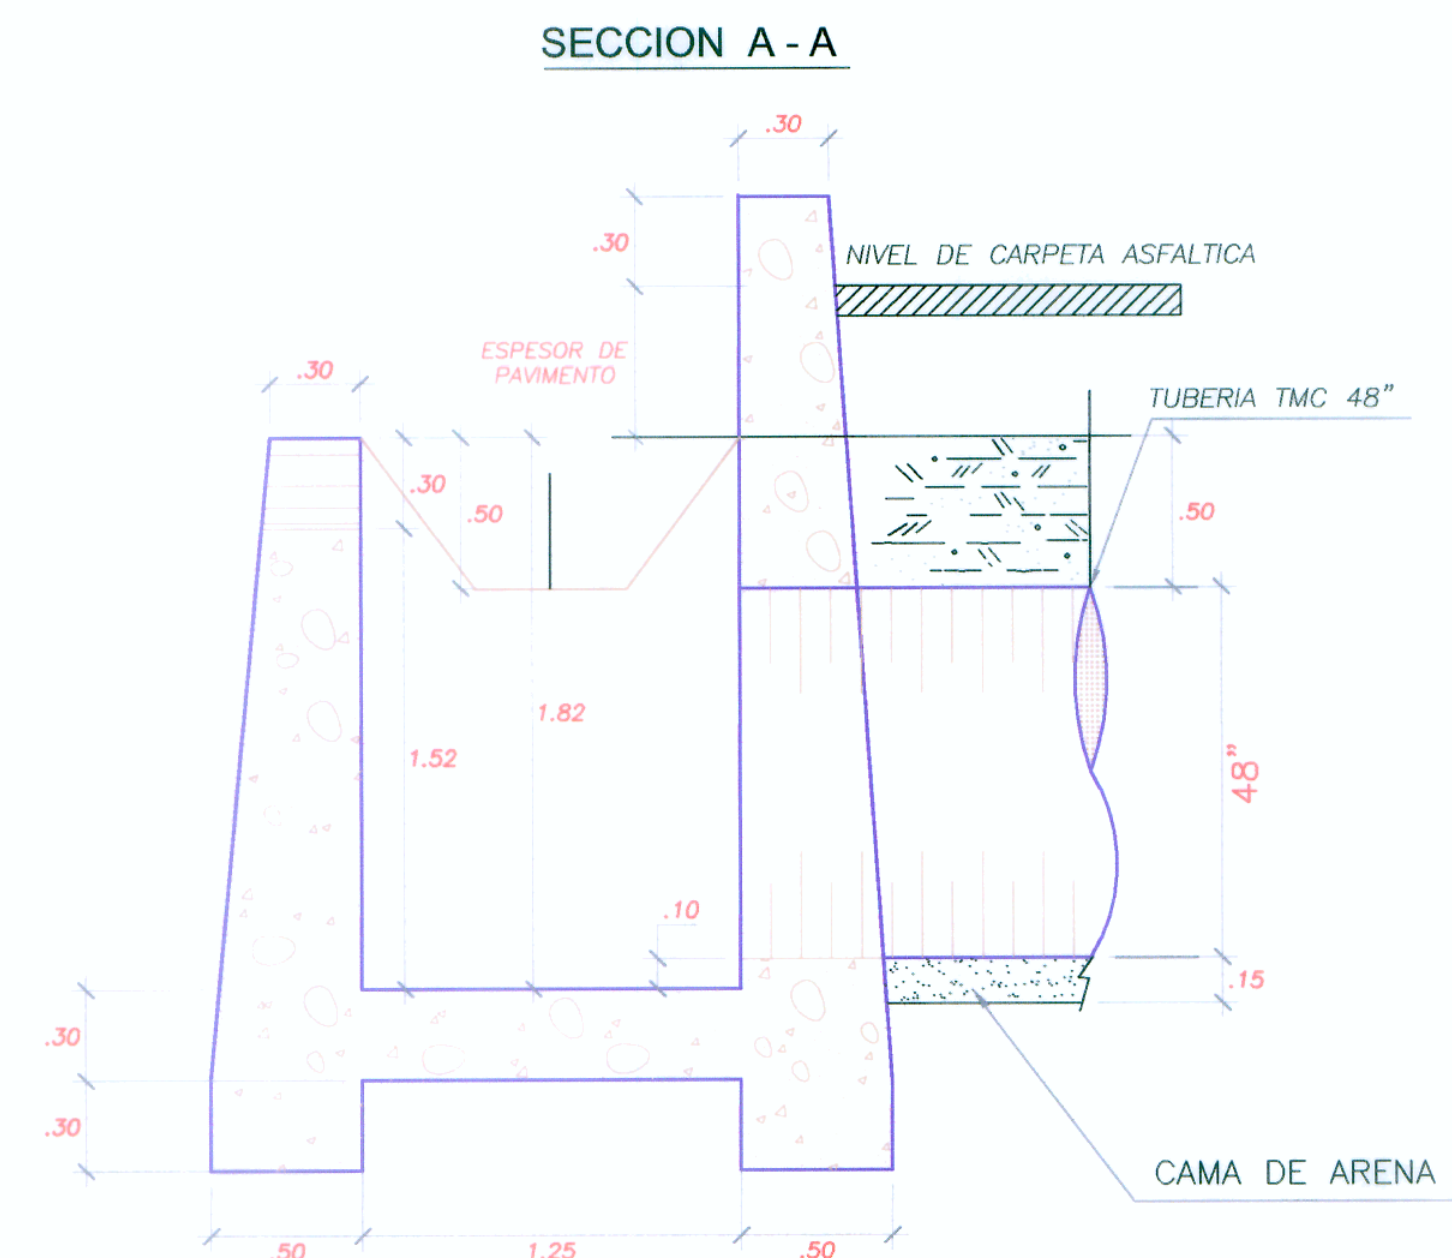 SECCION A - A
.30
.30
NIVEL DE CARPETA ASFALTICA
ESPESOR DE
PAVIMENTO
.30
TUBERIA TMC 48”
.30
.50
.50
1.82
1.52
48”
.10
.15
.30
.30
CAMA DE ARENA
.50
1.25
.50